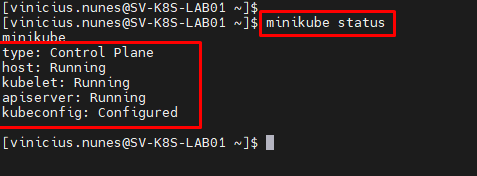 [vinicius.nunes@SV-K8S-LAB01 ~]$
[vinicius.nunes@SV-K8S-LAB01 ~]$ minikube status
minikube
type: Control Plane
host: Running
kubelet: Running
apiserver: Running
kubeconfig: Configured
[vinicius.nunes@SV-K8S-LAB01 ~]$